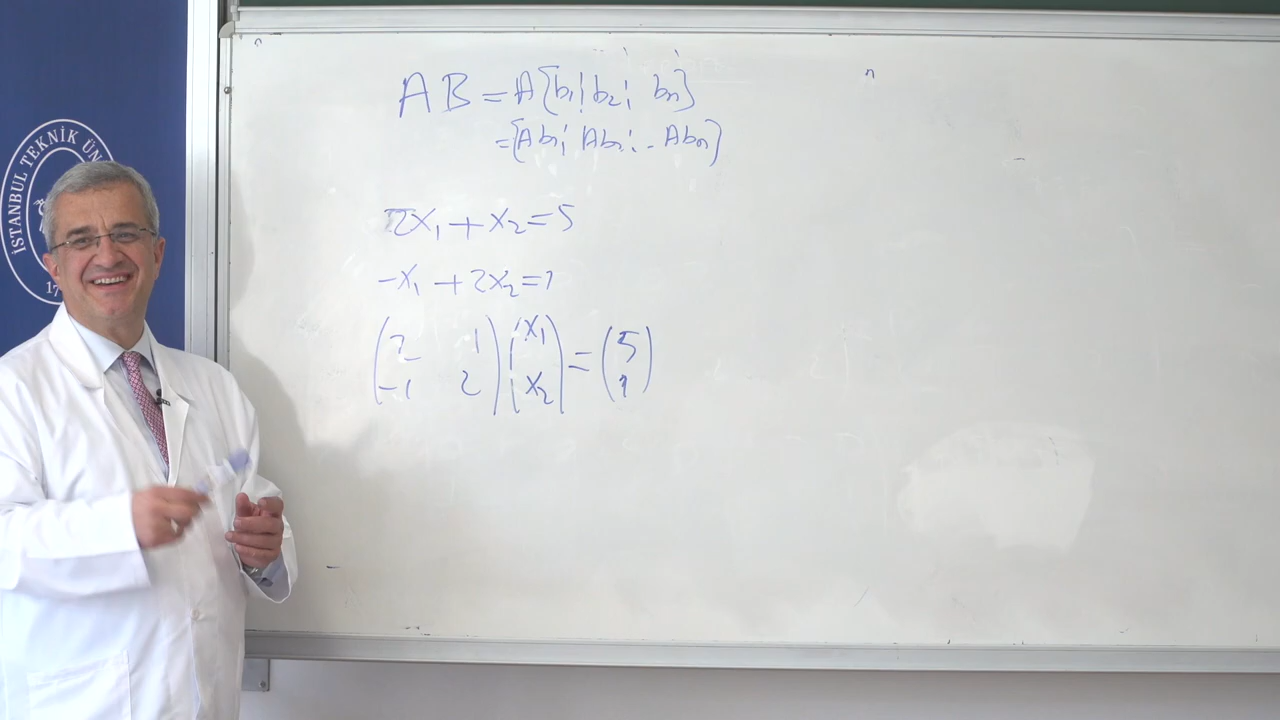 İSTANBUL TEKNİK ÜN
17
AB = A[b₁ ¦ b₂ ¦ bₙ]
= [Ab₁ ¦ Ab₂ ¦ .. Abₙ]
2x₁ + x₂ = 5
-x₁ + 2x₂ = 1
(2 1) (x₁) = (5)
(-1 2) (x₂) (1)